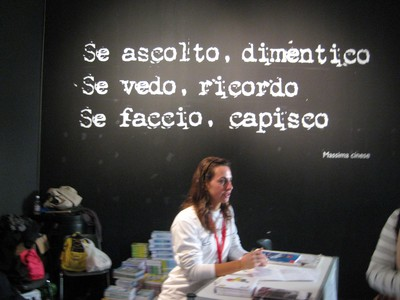 Se ascolto, dimentico
Se vedo, ricordo
Se faccio, capisco
Massima cinese